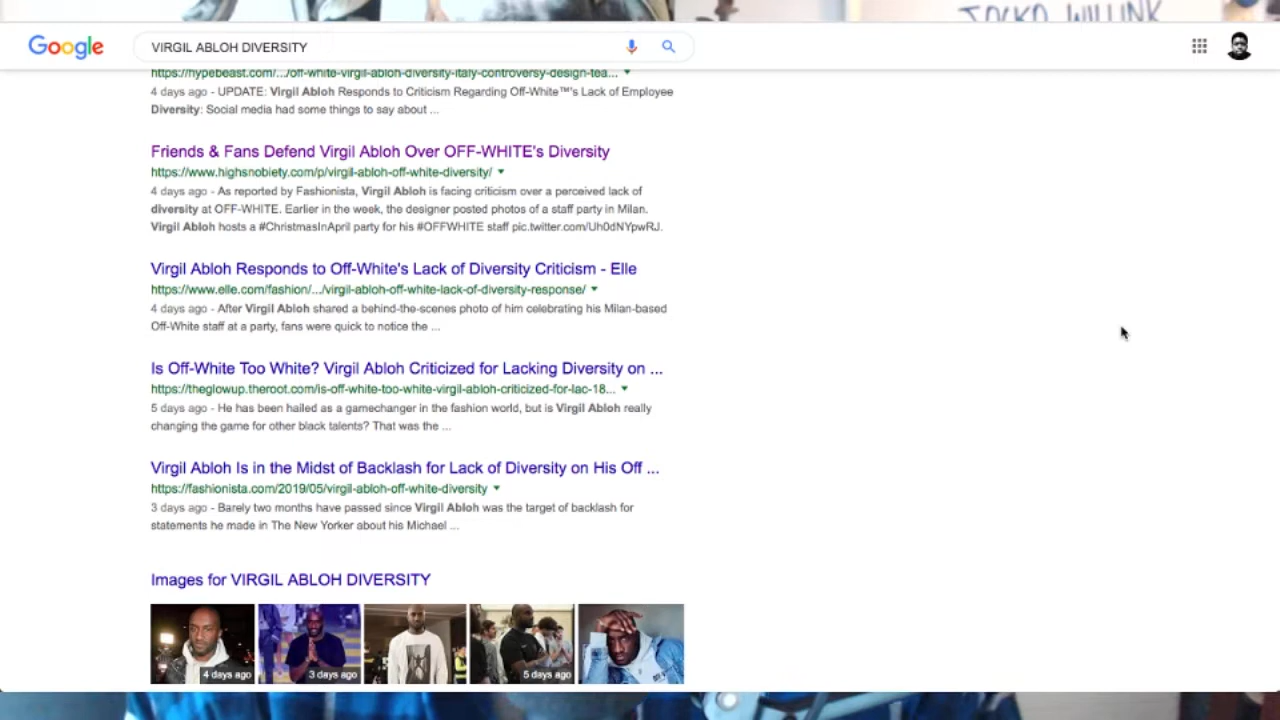 JOCKO WILLINK
Google
VIRGIL ABLOH DIVERSITY
https://hypebeast.com/.../off-white-virgil-abloh-diversity-italy-controversy-design-tea...
4 days ago - UPDATE: Virgil Abloh Responds to Criticism Regarding Off-White™'s Lack of Employee
Diversity: Social media had some things to say about ...
Friends & Fans Defend Virgil Abloh Over OFF-WHITE's Diversity
https://www.highsnobiety.com/p/virgil-abloh-off-white-diversity/
4 days ago - As reported by Fashionista, Virgil Abloh is facing criticism over a perceived lack of
diversity at OFF-WHITE. Earlier in the week, the designer posted photos of a staff party in Milan.
Virgil Abloh hosts a #ChristmasInApril party for his #OFFWHITE staff pic.twitter.com/Uh0dNYpwRJ.
Virgil Abloh Responds to Off-White's Lack of Diversity Criticism - Elle
https://www.elle.com/fashion/.../virgil-abloh-off-white-lack-of-diversity-response/
4 days ago - After Virgil Abloh shared a behind-the-scenes photo of him celebrating his Milan-based
Off-White staff at a party, fans were quick to notice the ...
Is Off-White Too White? Virgil Abloh Criticized for Lacking Diversity on ...
https://theglowup.theroot.com/is-off-white-too-white-virgil-abloh-criticized-for-lac-18...
5 days ago - He has been hailed as a gamechanger in the fashion world, but is Virgil Abloh really
changing the game for other black talents? That was the ...
Virgil Abloh Is in the Midst of Backlash for Lack of Diversity on His Off ...
https://fashionista.com/2019/05/virgil-abloh-off-white-diversity
3 days ago - Barely two months have passed since Virgil Abloh was the target of backlash for
statements he made in The New Yorker about his Michael ...
Images for VIRGIL ABLOH DIVERSITY
4 days ago
3 days ago
5 days ago